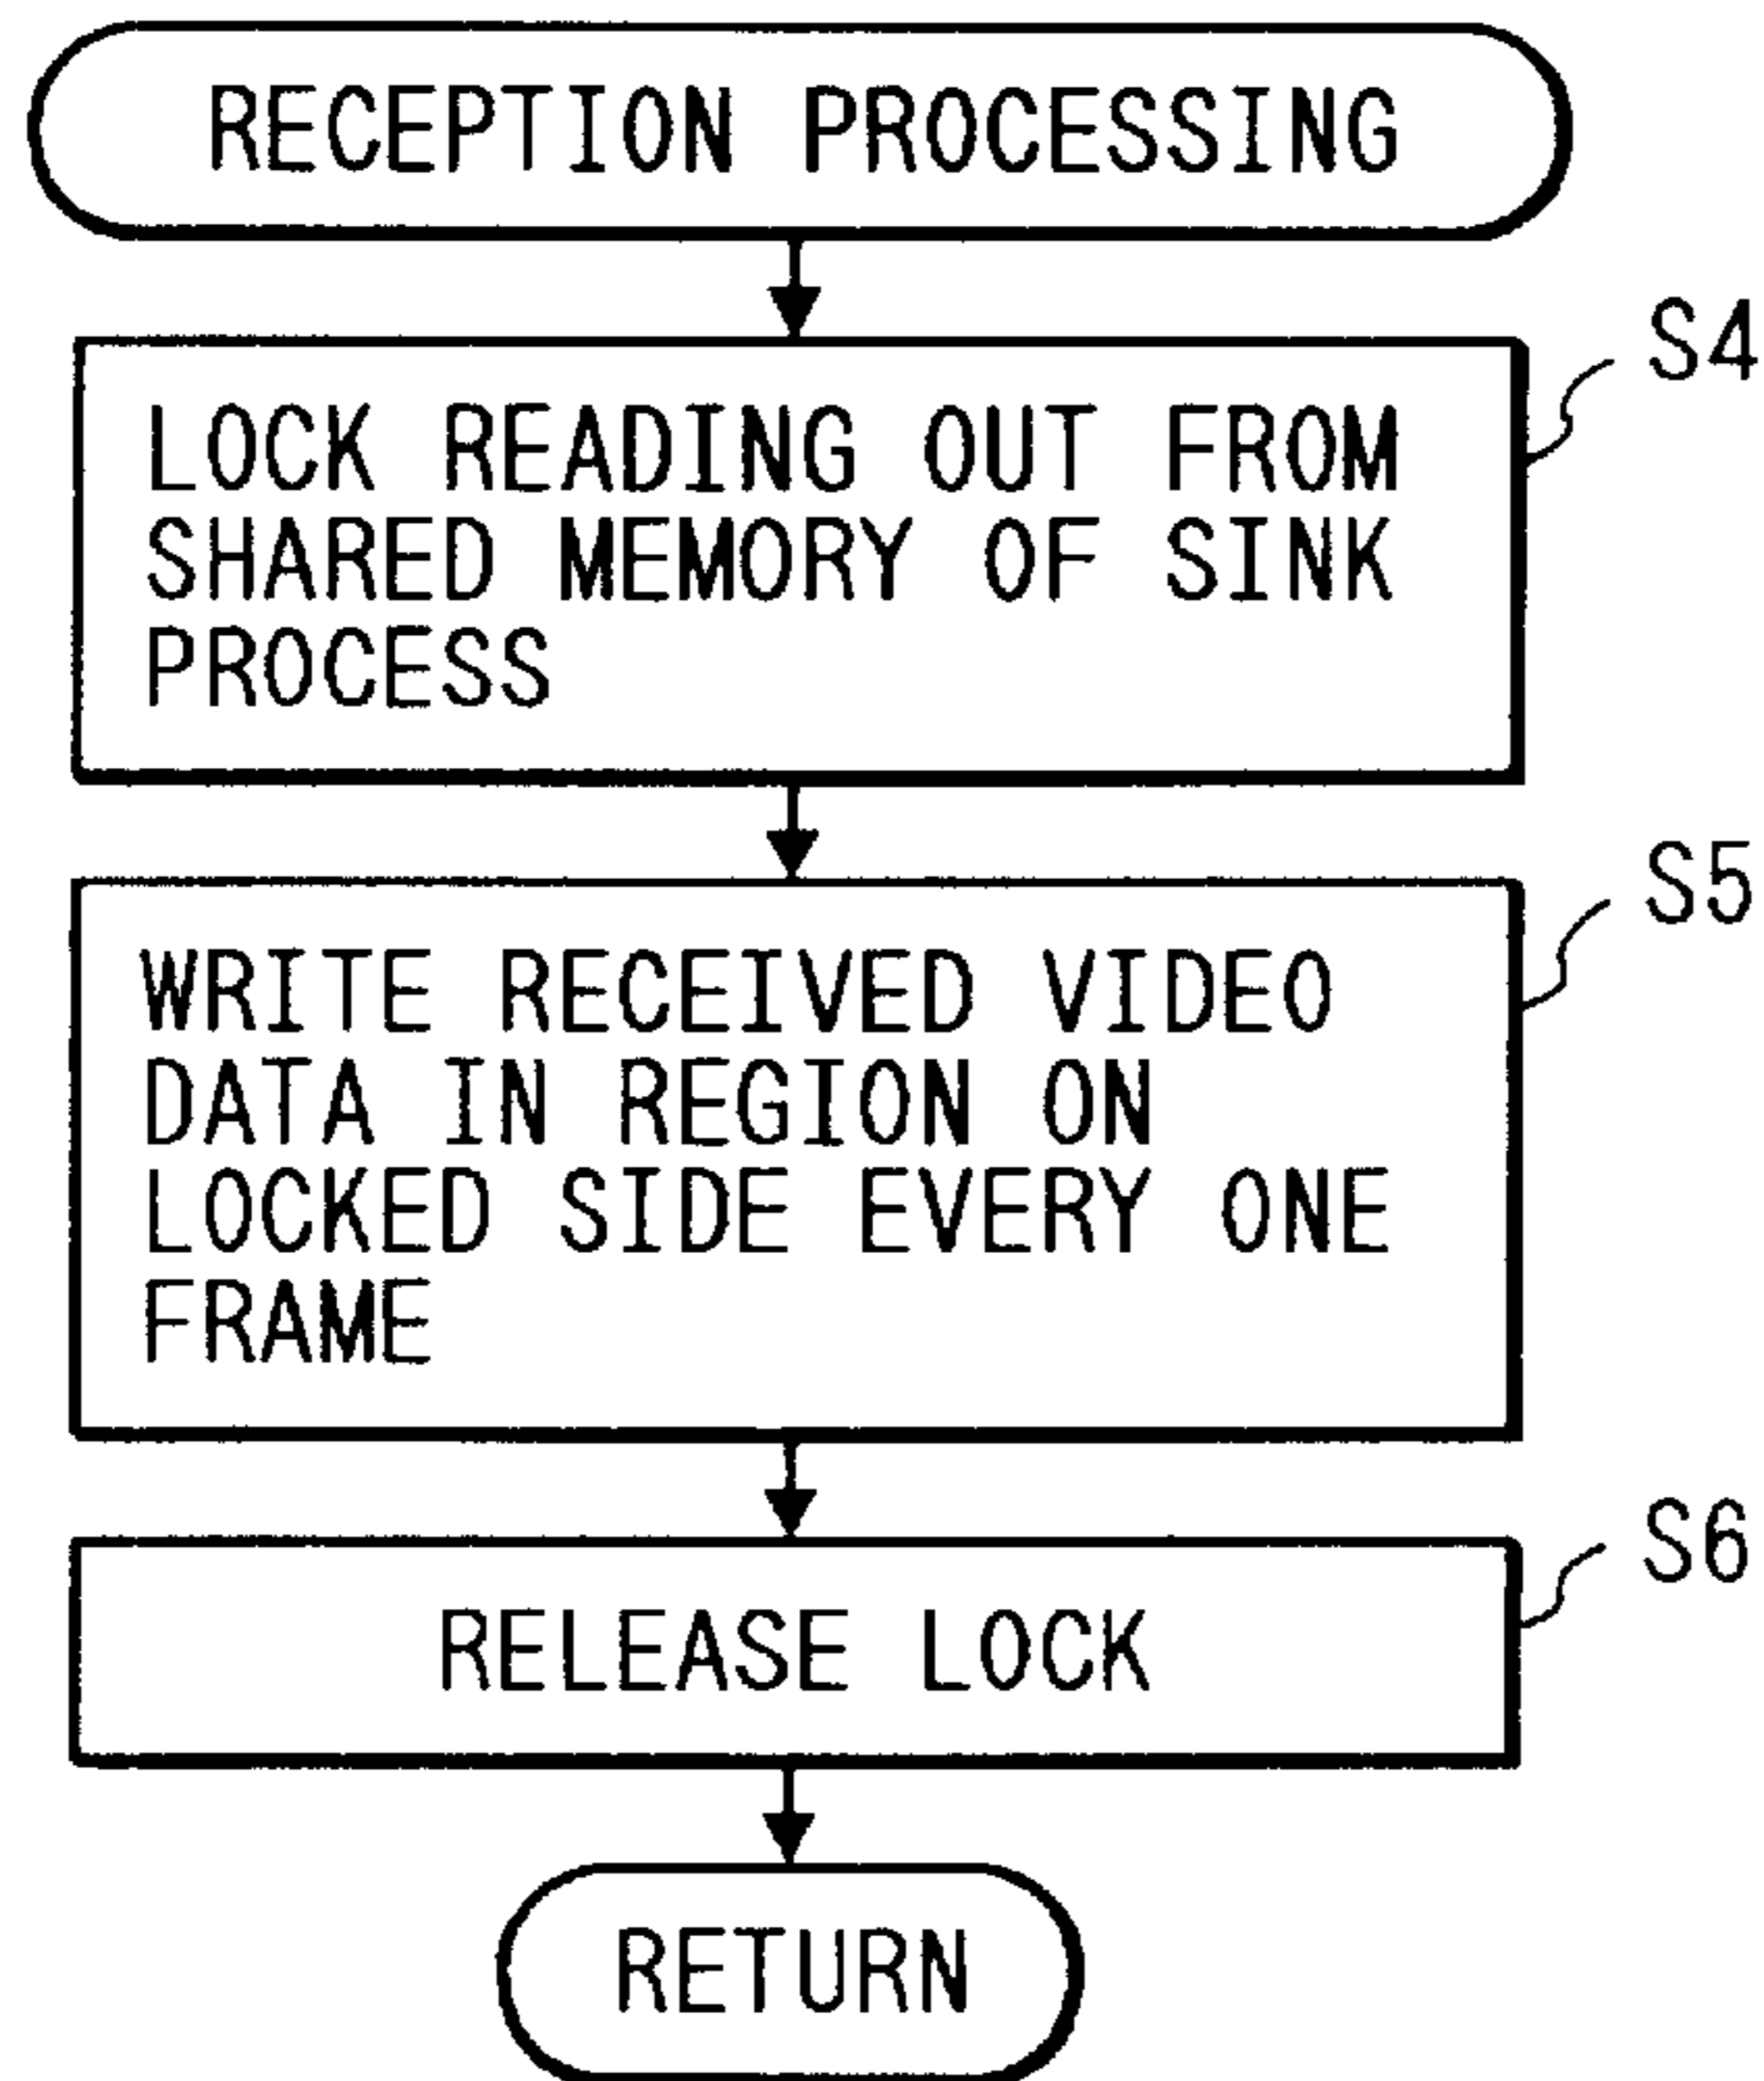 RECEPTION PROCESSING
S4
LOCK READING OUT FROM
SHARED MEMORY OF SINK
PROCESS
S5
WRITE RECEIVED VIDEO
DATA IN REGION ON
LOCKED SIDE EVERY ONE
FRAME
S6
RELEASE LOCK
RETURN